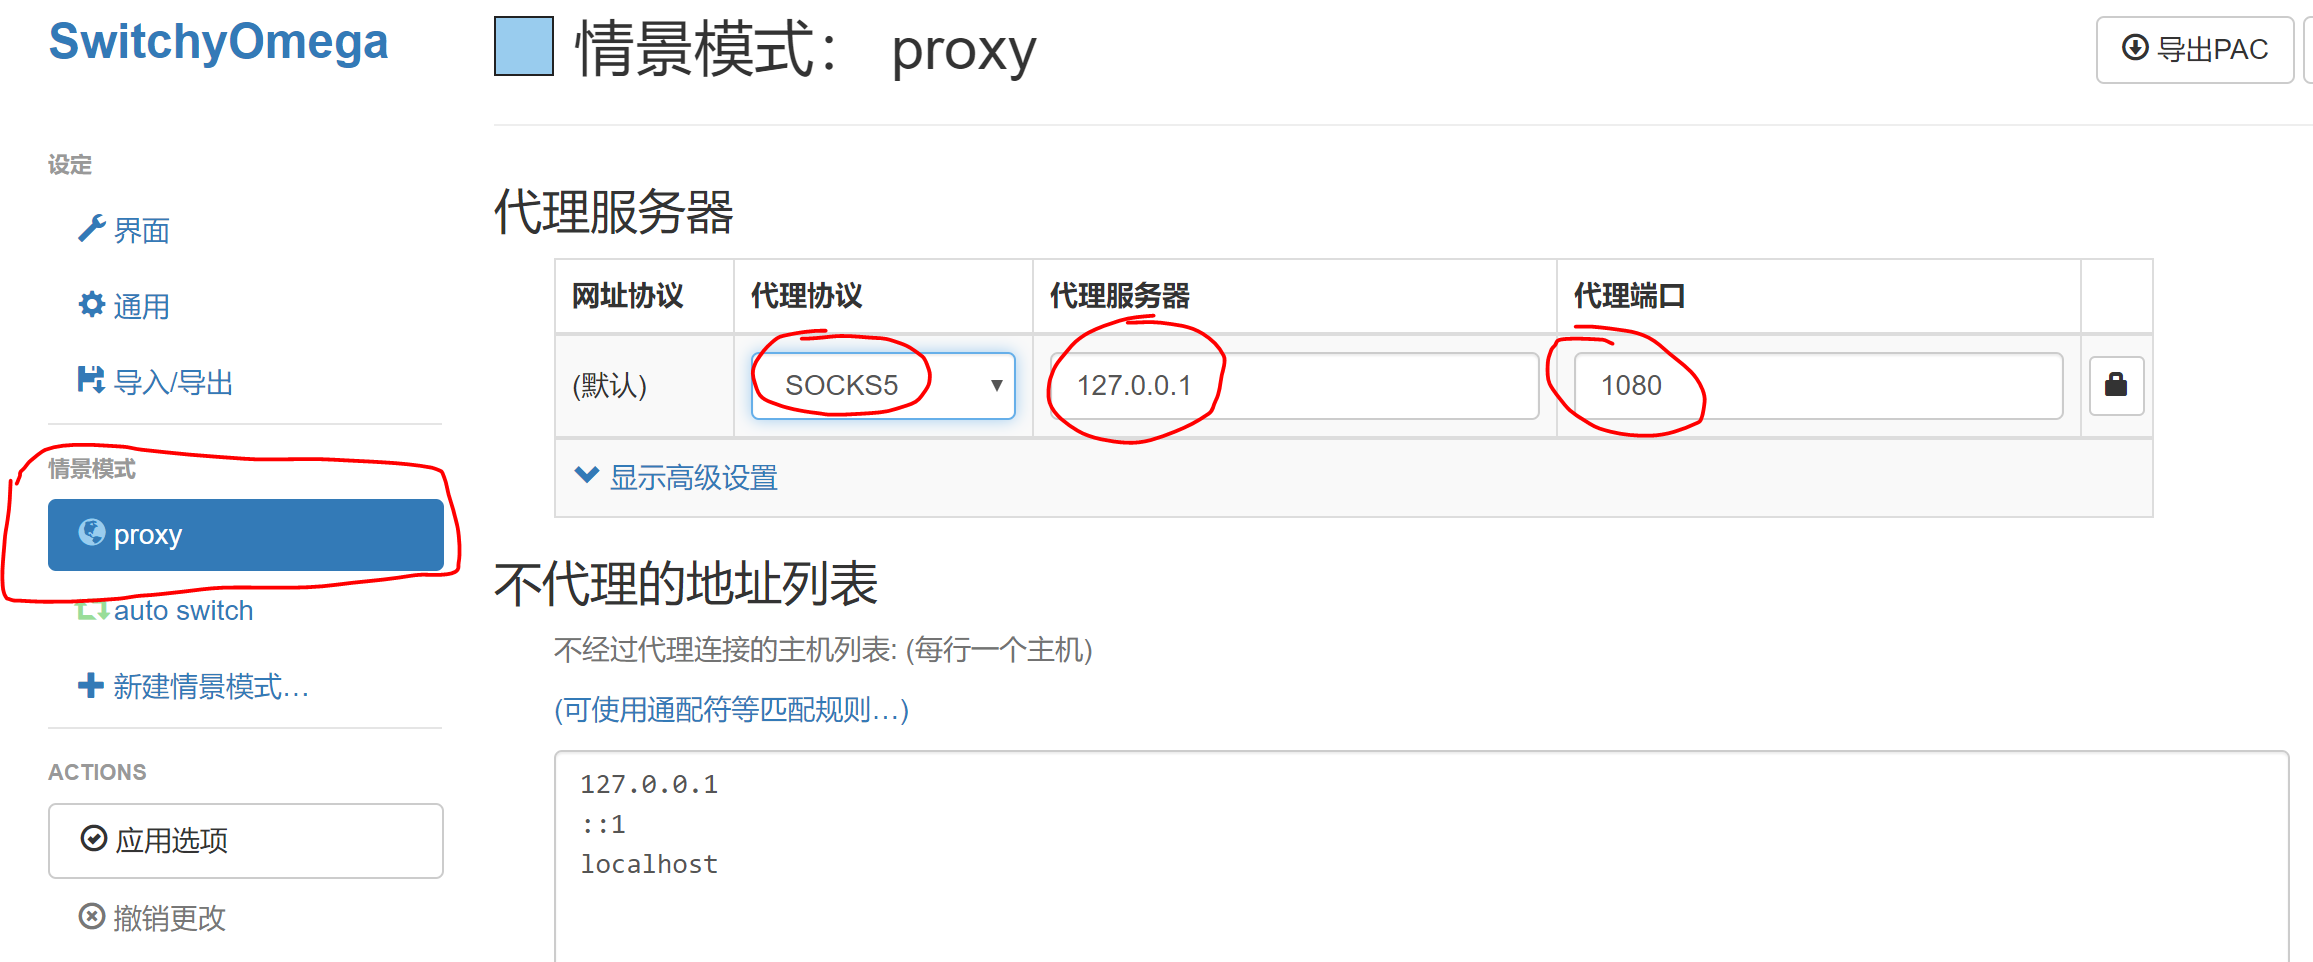 SwitchyOmega
情景模式： proxy
导出PAC
设定
界面
通用
导入/导出
情景模式
proxy
auto switch
新建情景模式…
ACTIONS
应用选项
撤销更改
代理服务器
网址协议 代理协议 代理服务器 代理端口
(默认) SOCKS5 127.0.0.1 1080
显示高级设置
不代理的地址列表
不经过代理连接的主机列表: (每行一个主机)
(可使用通配符等匹配规则…)
127.0.0.1
::1
localhost